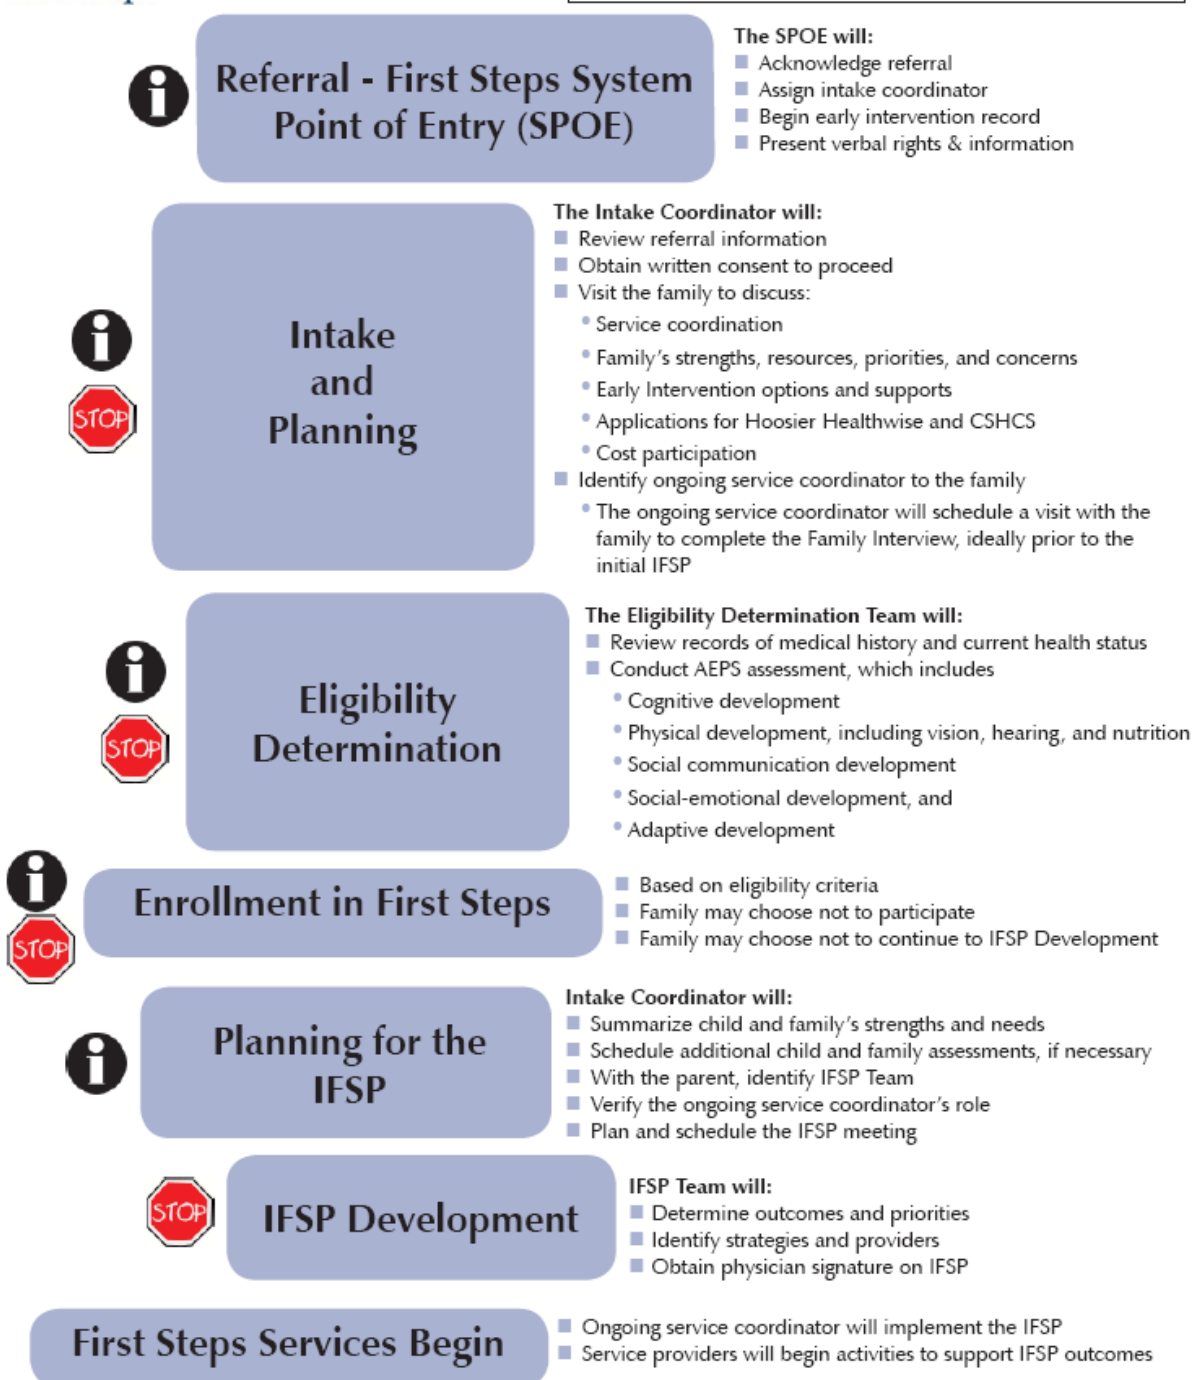 Referral - First Steps System
Point of Entry (SPOE)
The SPOE will:
Acknowledge referral
Assign intake coordinator
Begin early intervention record
Present verbal rights & information
Intake
and
Planning
STOP
The Intake Coordinator will:
Review referral information
Obtain written consent to proceed
Visit the family to discuss:
Service coordination
Family's strengths, resources, priorities, and concerns
Early Intervention options and supports
Applications for Hoosier Healthwise and CSHCS
Cost participation
Identify ongoing service coordinator to the family
The ongoing service coordinator will schedule a visit with the
family to complete the Family Interview, ideally prior to the
initial IFSP
Eligibility
Determination
STOP
The Eligibility Determination Team will:
Review records of medical history and current health status
Conduct AEPS assessment, which includes
Cognitive development
Physical development, including vision, hearing, and nutrition
Social communication development
Social-emotional development, and
Adaptive development
Enrollment in First Steps
STOP
Based on eligibility criteria
Family may choose not to participate
Family may choose not to continue to IFSP Development
Planning for the
IFSP
Intake Coordinator will:
Summarize child and family's strengths and needs
Schedule additional child and family assessments, if necessary
With the parent, identify IFSP Team
Verify the ongoing service coordinator's role
Plan and schedule the IFSP meeting
STOP
IFSP Development
IFSP Team will:
Determine outcomes and priorities
Identify strategies and providers
Obtain physician signature on IFSP
First Steps Services Begin
Ongoing service coordinator will implement the IFSP
Service providers will begin activities to support IFSP outcomes